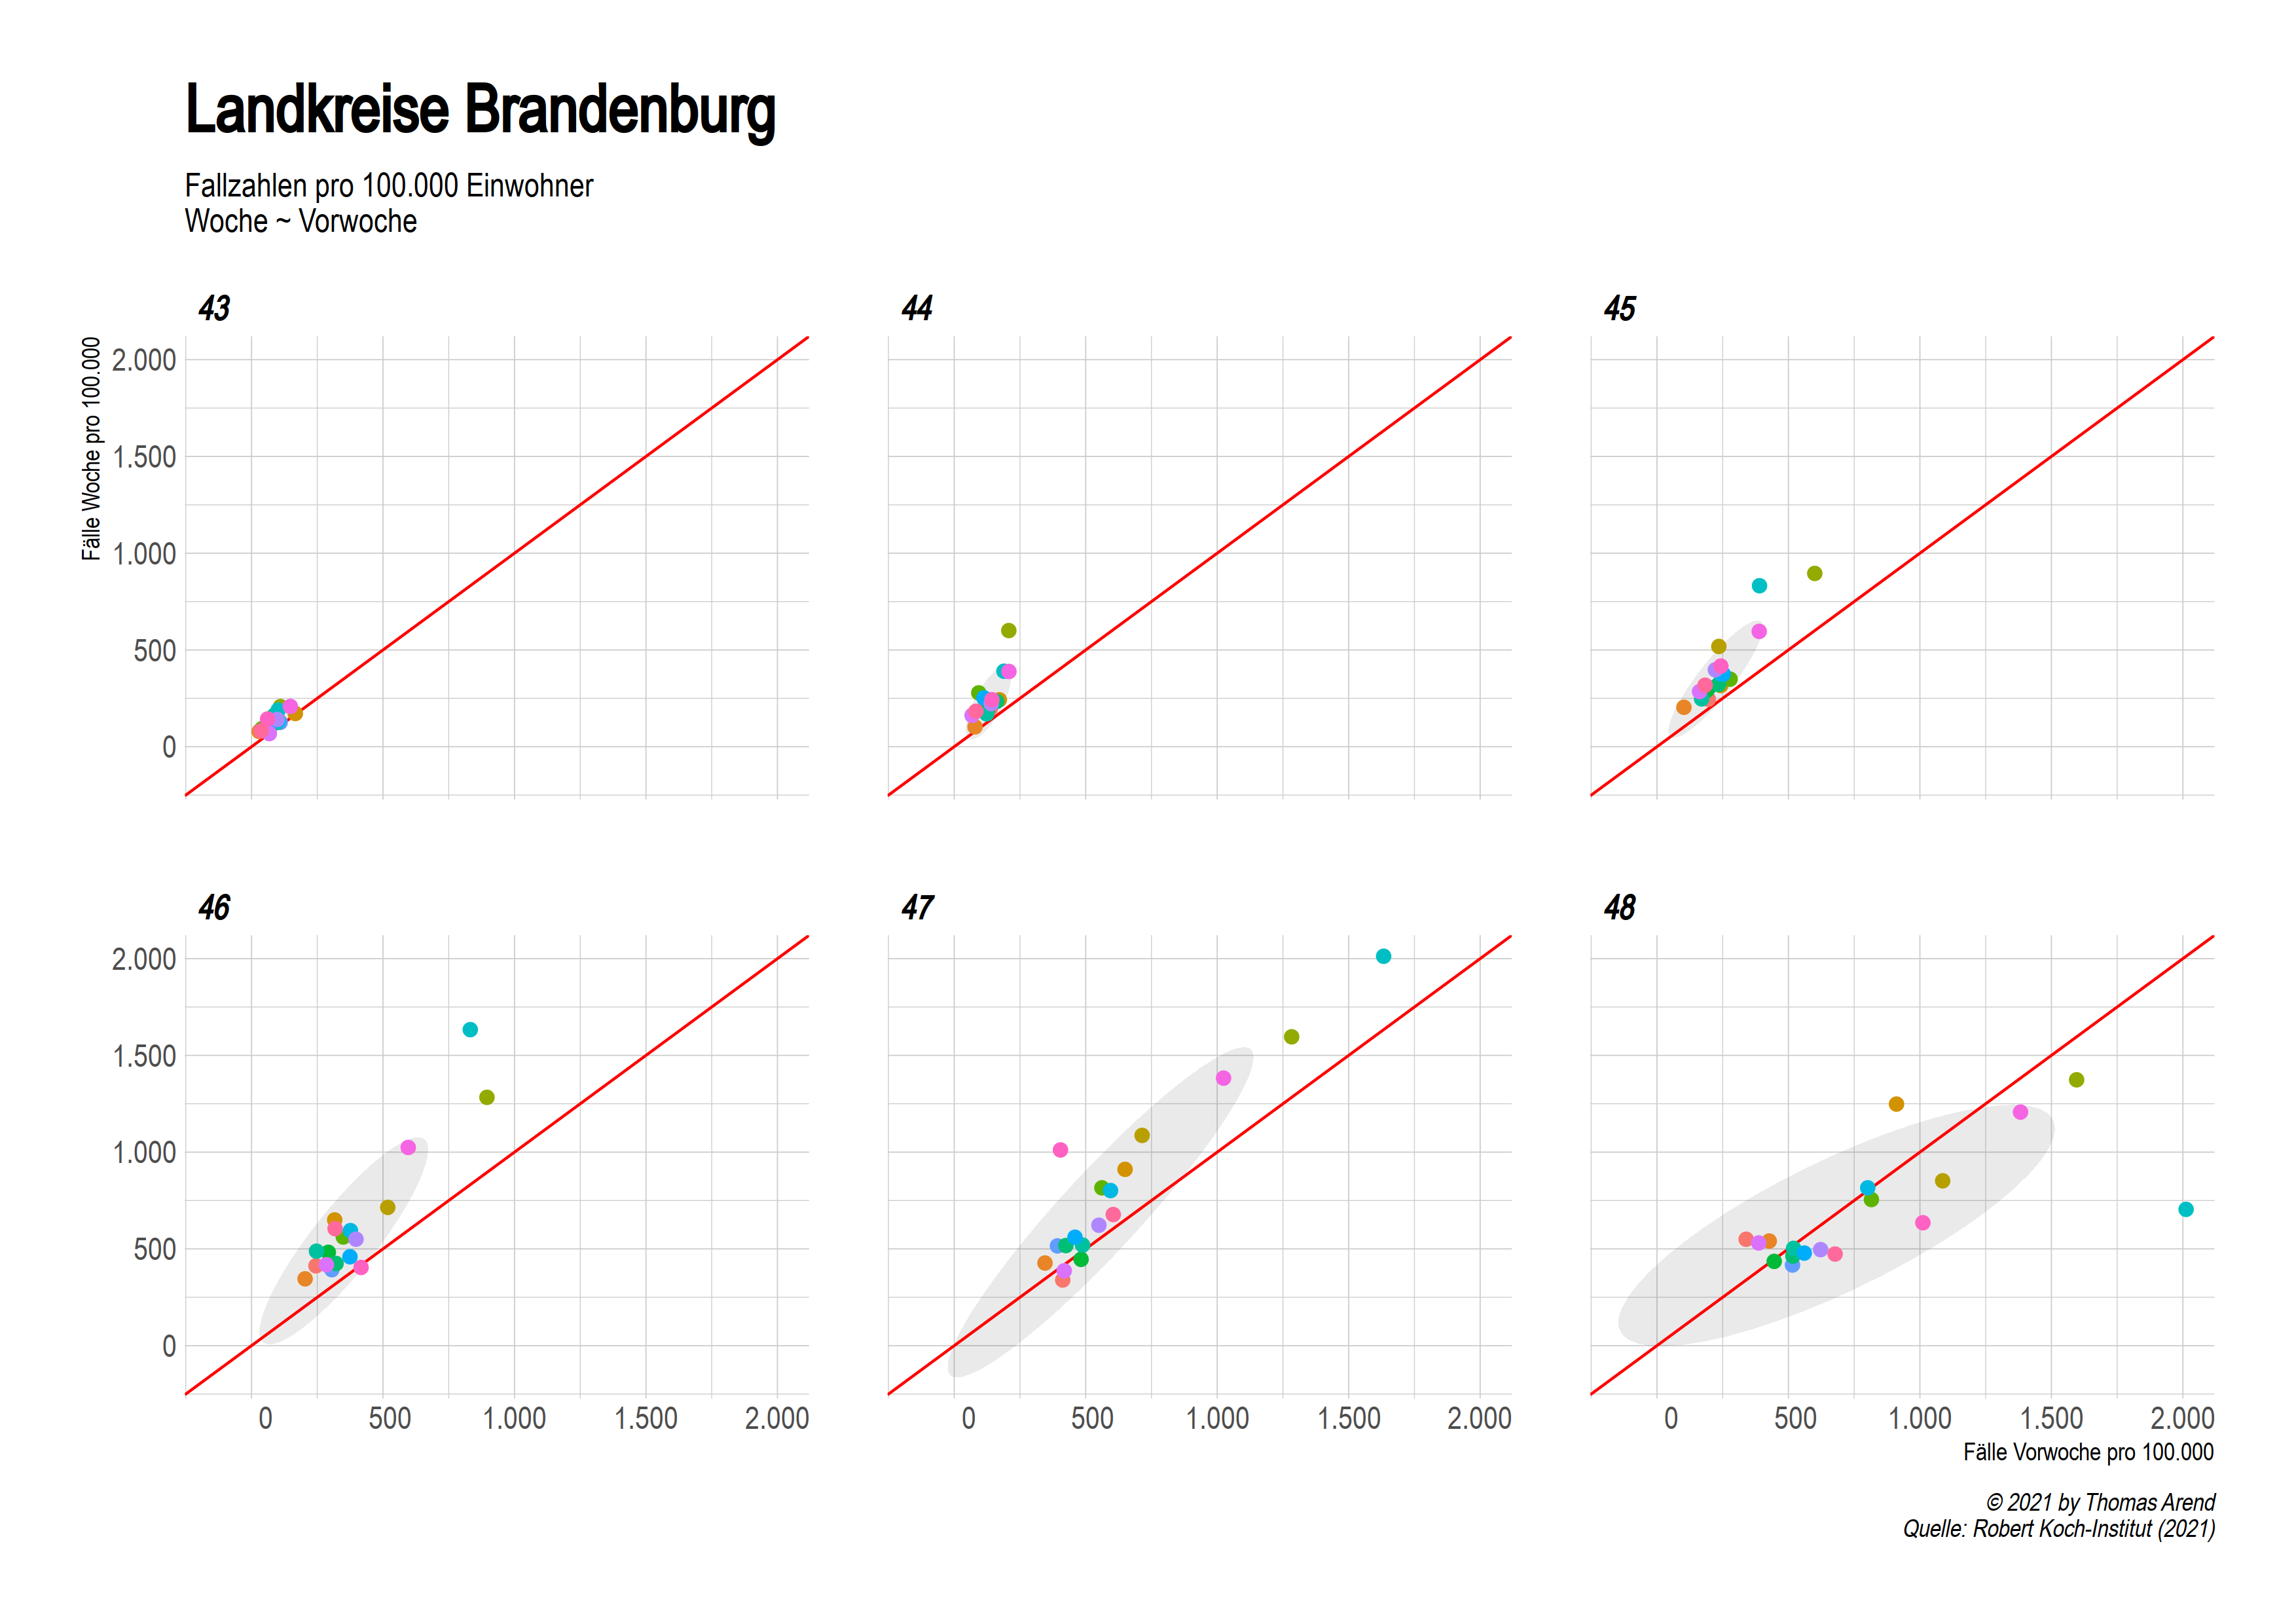 Landkreise Brandenburg
Fallzahlen pro 100.000 Einwohner
Woche ~ Vorwoche
43
44
45
Fälle Woche pro 100.000
2.000
1.500
1.000
500
0
46
47
48
2.000
1.500
1.000
500
0
0 500 1.000 1.500 2.000
0 500 1.000 1.500 2.000
0 500 1.000 1.500 2.000
Fälle Vorwoche pro 100.000
© 2021 by Thomas Arend
Quelle: Robert Koch-Institut (2021)